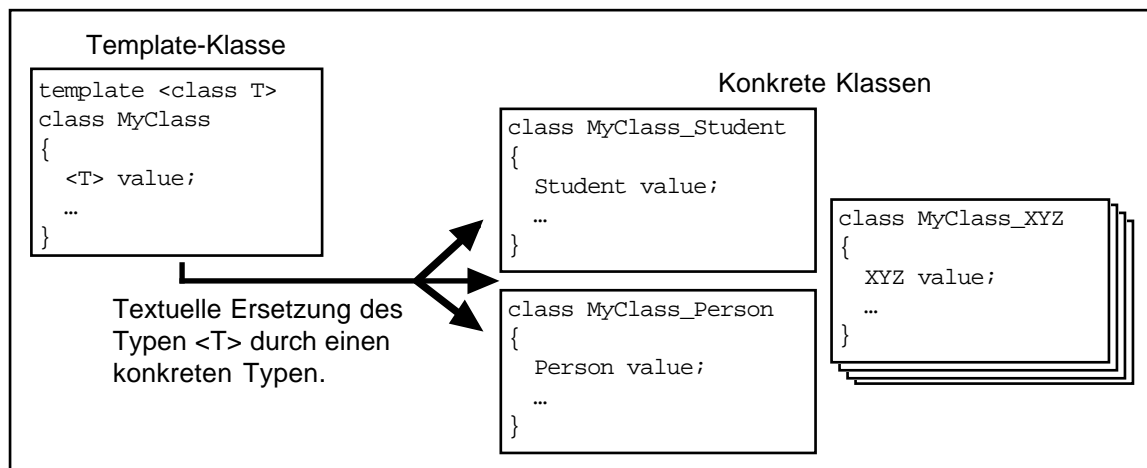 Template-Klasse
template <class T>
class MyClass
{
<T> value;
…
}
Textuelle Ersetzung des
Typen <T> durch einen
konkreten Typen.
Konkrete Klassen
class MyClass_Student
{
Student value;
…
}
class MyClass_Person
{
Person value;
…
}
class MyClass_XYZ
{
XYZ value;
…
}